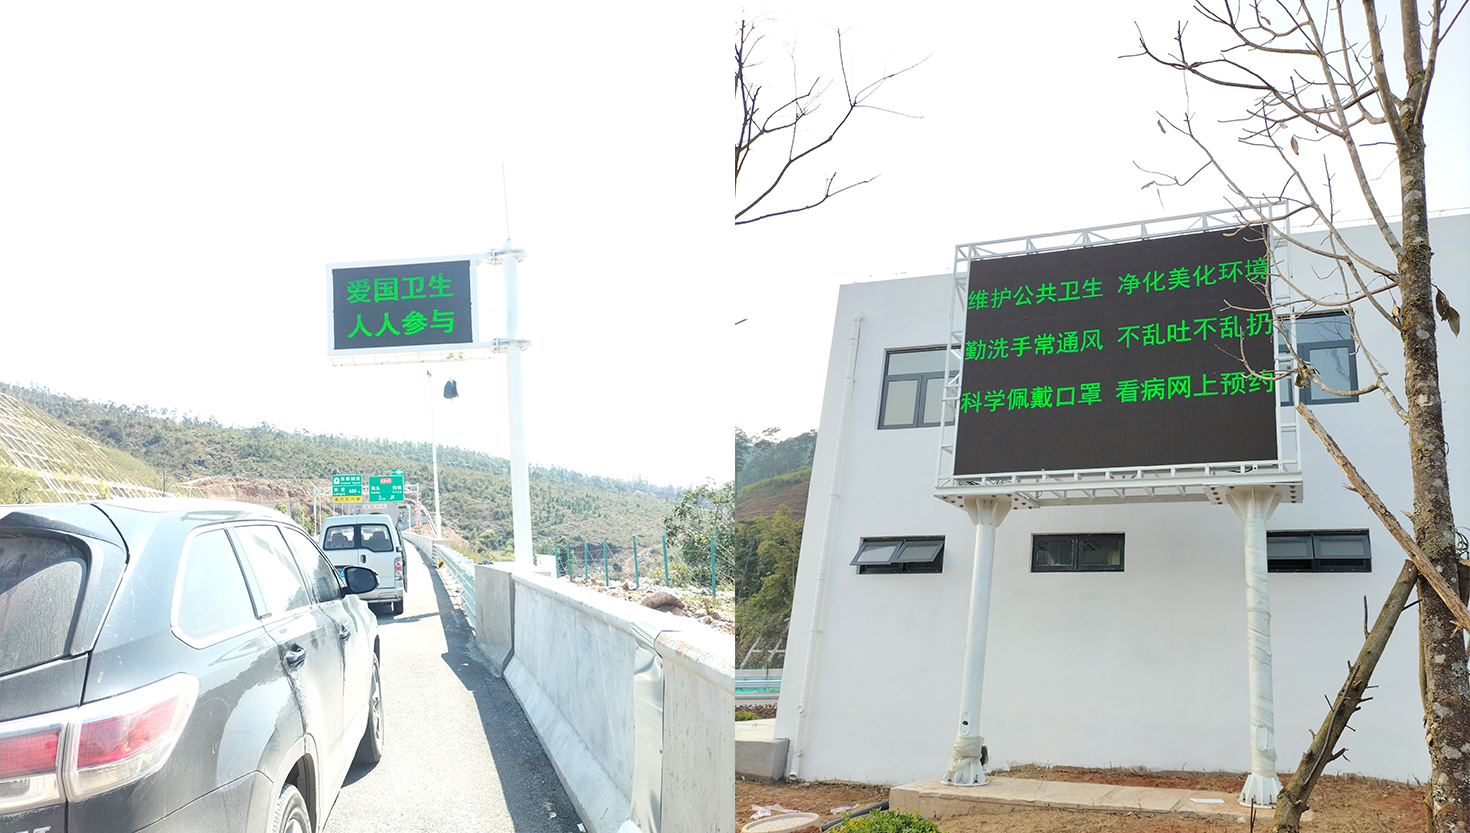 爱国卫生
人人参与
维护公共卫生 净化美化环境
勤洗手常通风 不乱吐不乱扔
科学佩戴口罩 看病网上预约